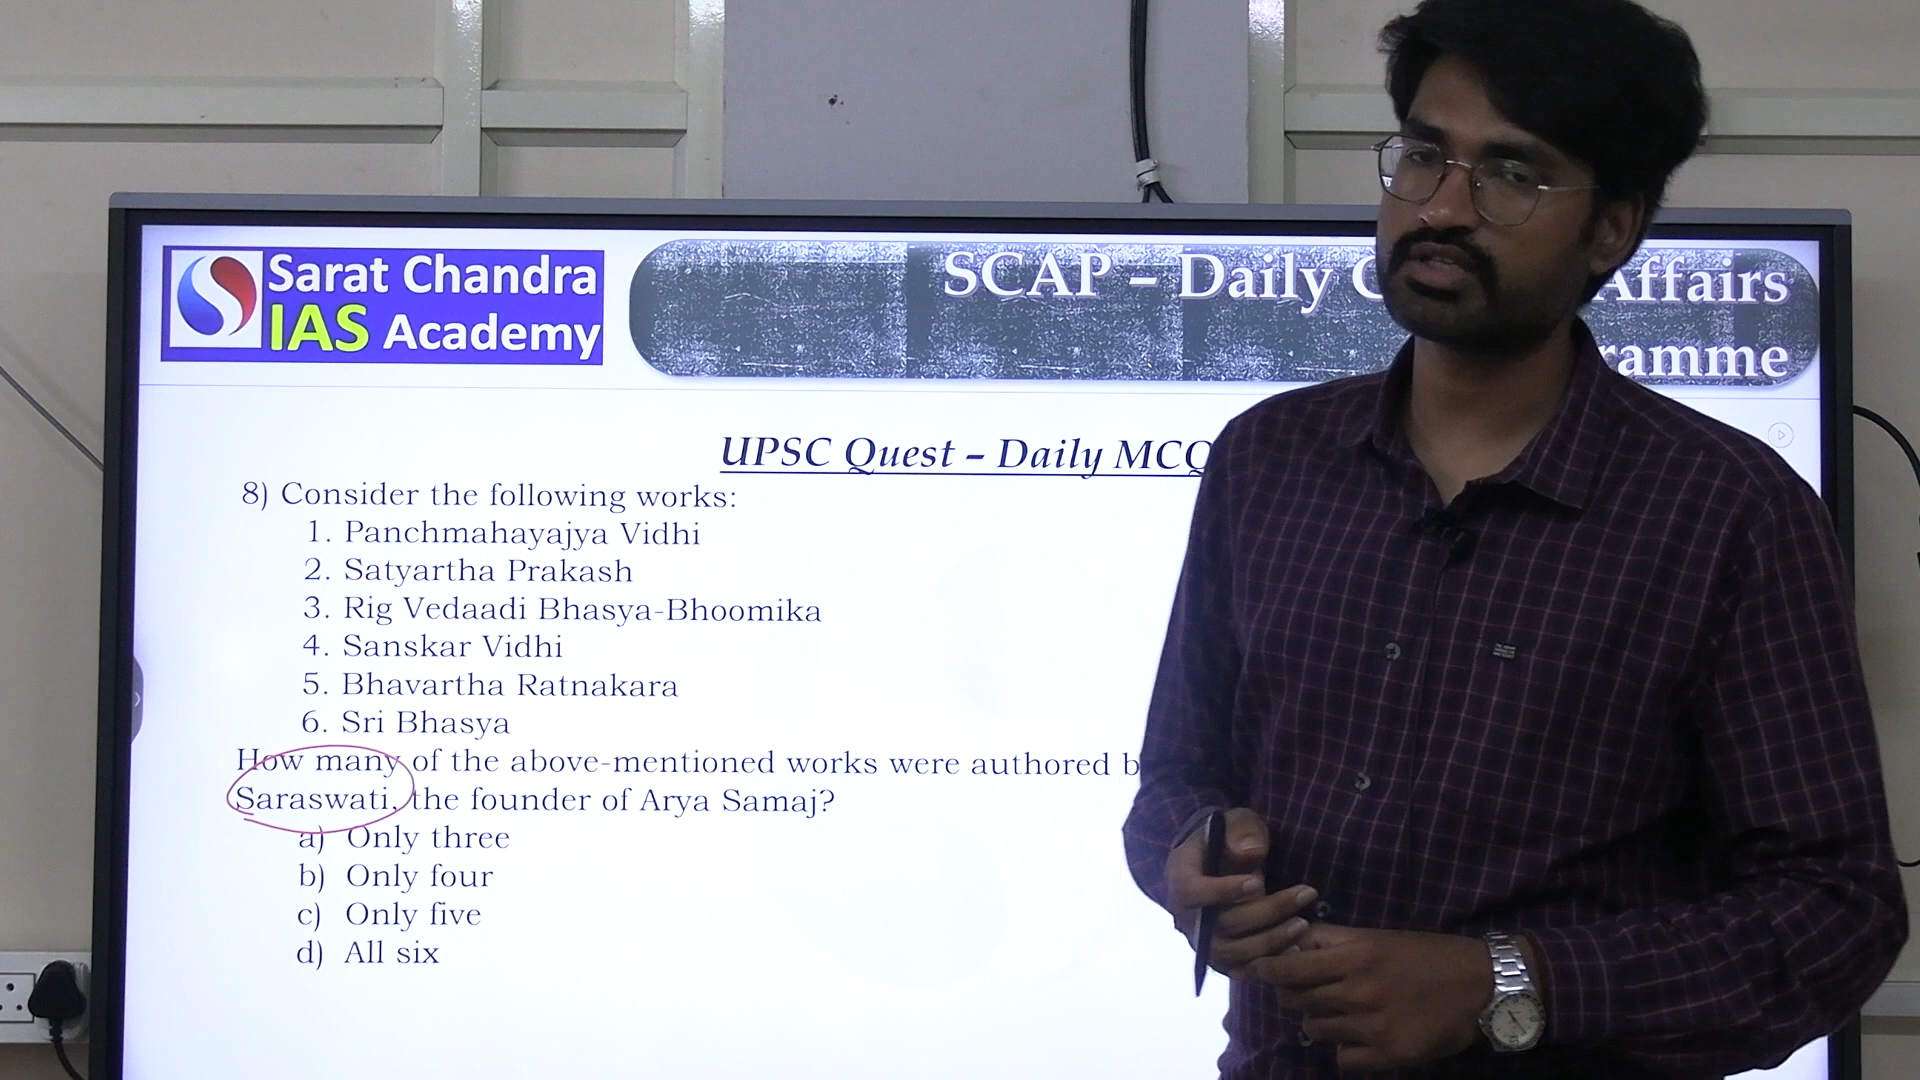 Sarat Chandra
IAS Academy
SCAP – Daily Affairs
UPSC Quest – Daily MCQ
8) Consider the following works:
1. Panchmahayajya Vidhi
2. Satyartha Prakash
3. Rig Vedaadi Bhasya-Bhoomika
4. Sanskar Vidhi
5. Bhavartha Ratnakara
6. Sri Bhasya
How many of the above-mentioned works were authored
Saraswati, the founder of Arya Samaj?
a) Only three
b) Only four
c) Only five
d) All six